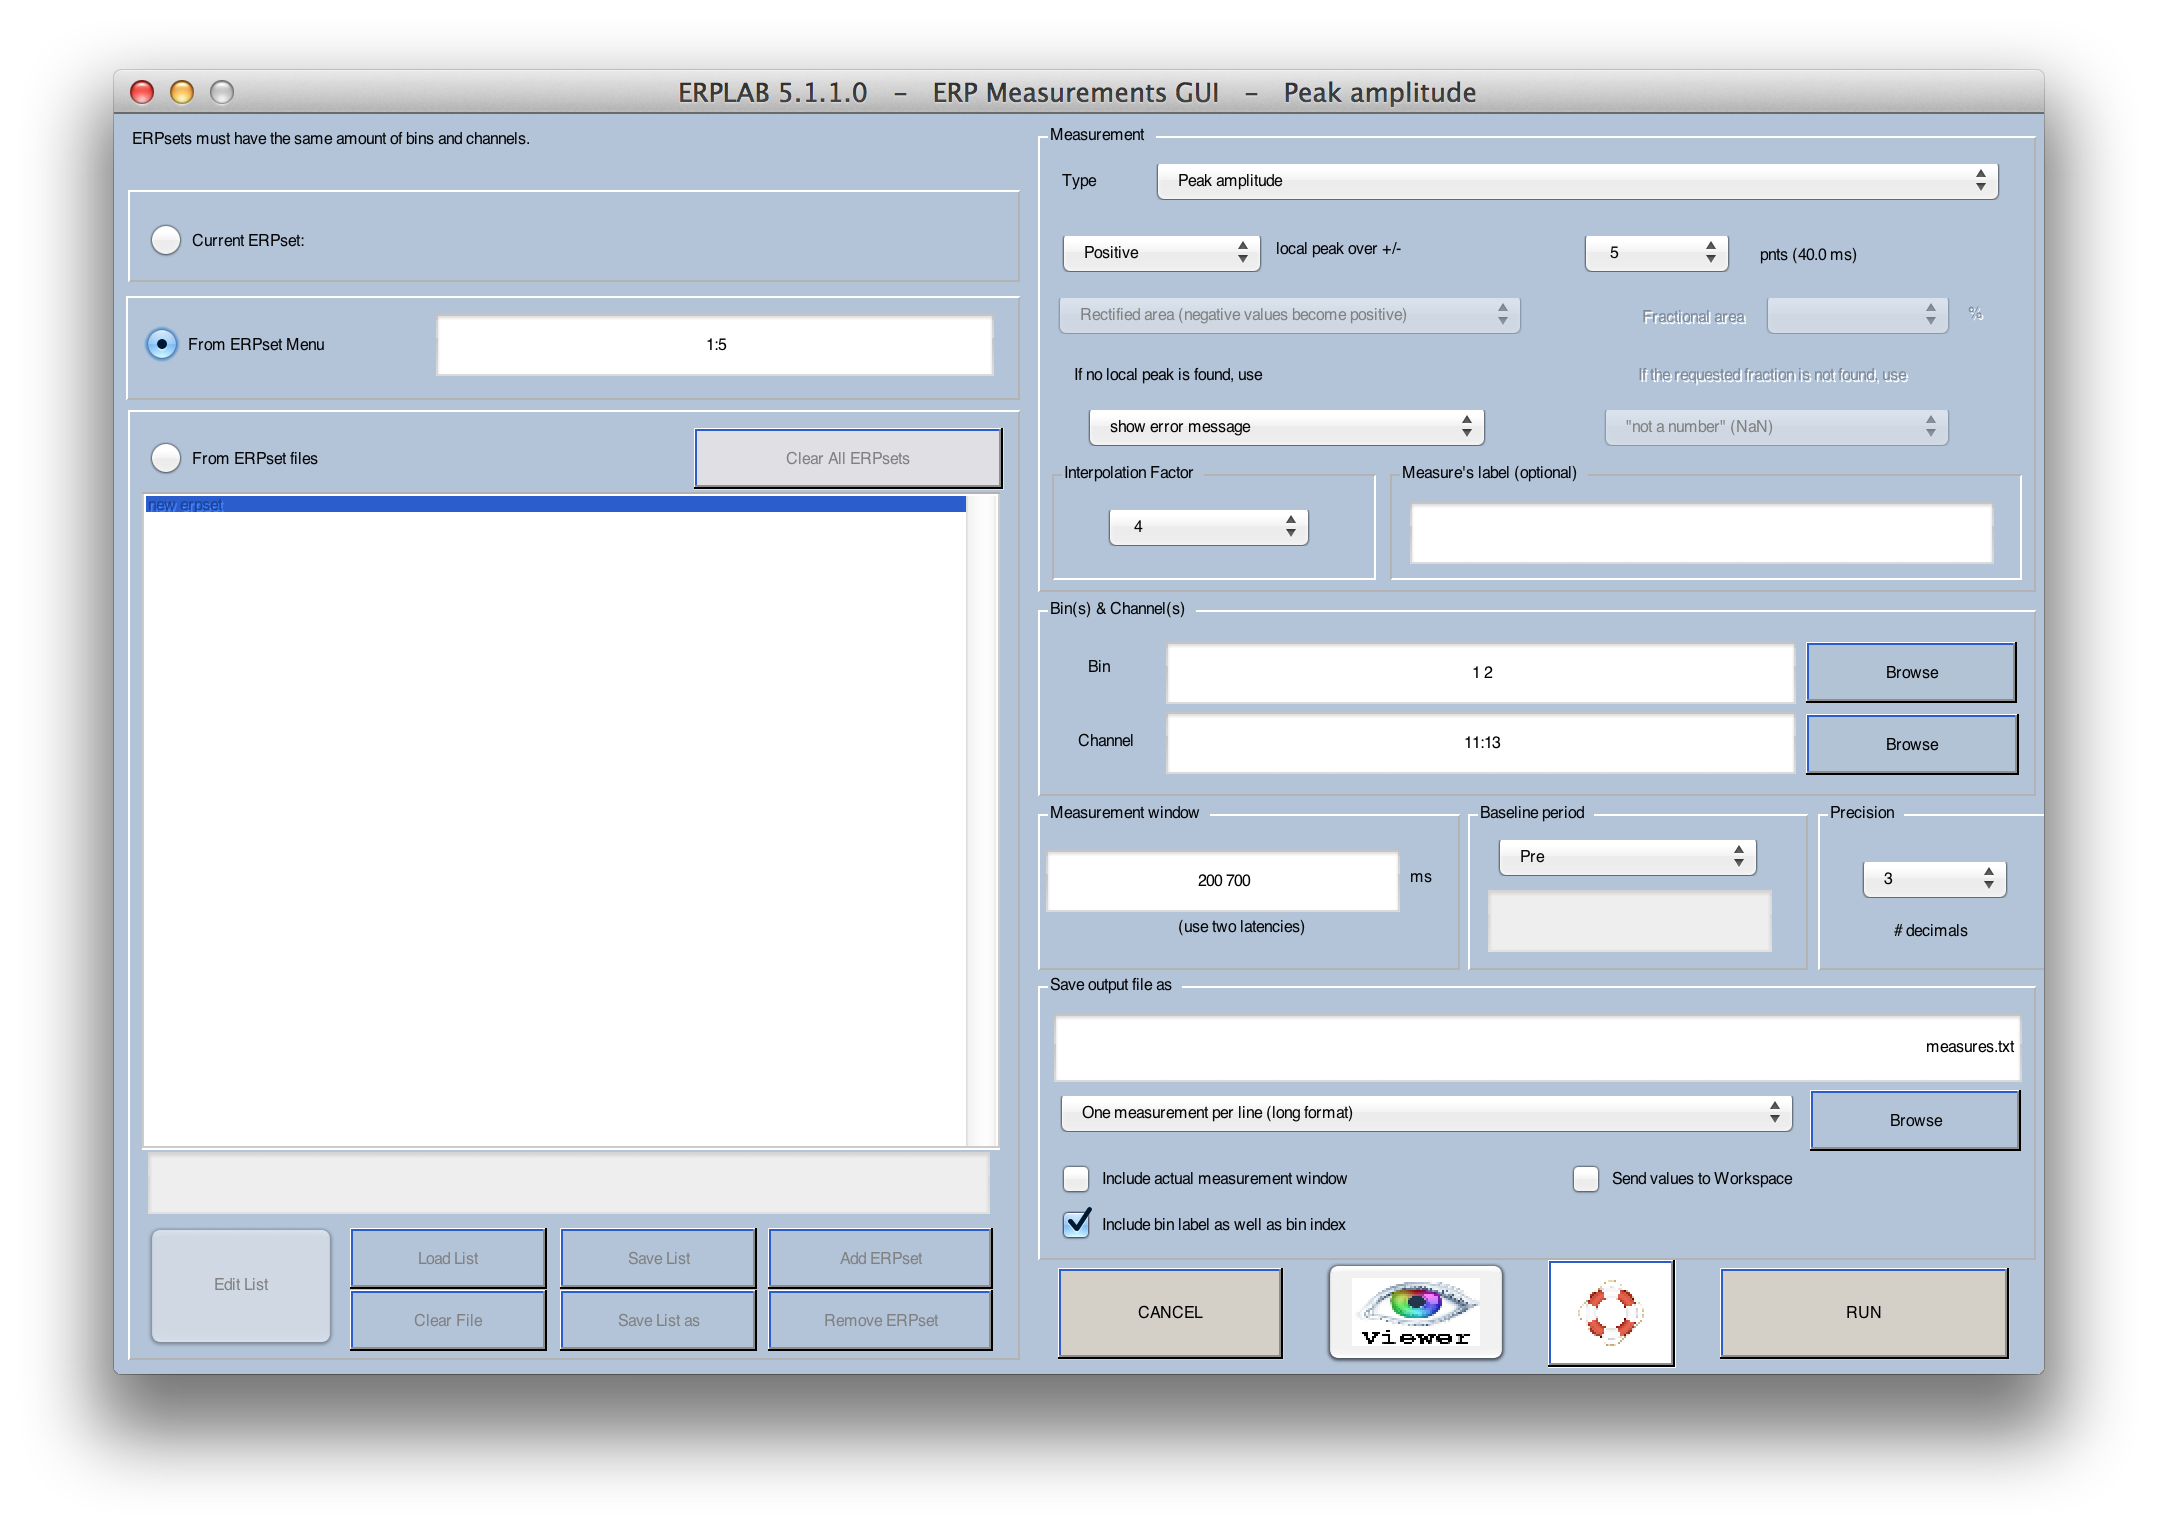 ERPLAB 5.1.1.0 - ERP Measurements GUI - Peak amplitude
ERPsets must have the same amount of bins and channels.
Current ERPset:
From ERPset Menu
1:5
From ERPset files
Clear All ERPsets
new erpset
Edit List
Load List
Save List
Add ERPset
Clear File
Save List as
Remove ERPset
Measurement
Type
Peak amplitude
Positive
local peak over +/-
5
pnts (40.0 ms)
Rectified area (negative values become positive)
Fractional area
%
If no local peak is found, use
If the requested fraction is not found, use
show error message
"not a number" (NaN)
Interpolation Factor
4
Measure's label (optional)
Bin(s) & Channel(s)
Bin
1 2
Browse
Channel
11:13
Browse
Measurement window
200 700
ms
(use two latencies)
Baseline period
Pre
Precision
3
# decimals
Save output file as
measures.txt
One measurement per line (long format)
Browse
Include actual measurement window
Send values to Workspace
Include bin label as well as bin index
CANCEL
Viewer
RUN